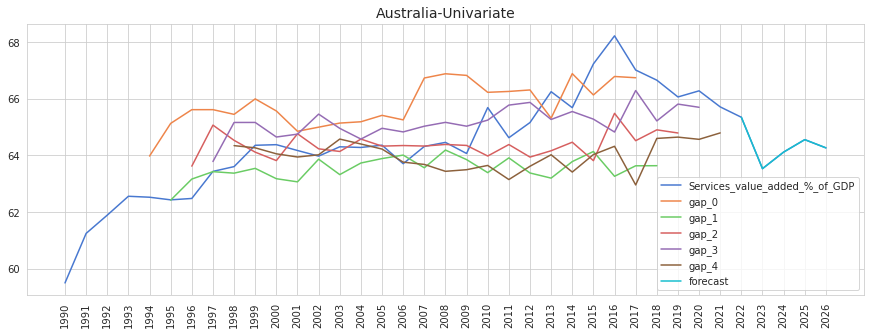 Australia-Univariate
68
66
64
62
60
Services_value_added_%_of_GDP
gap_0
gap_1
gap_2
gap_3
gap_4
forecast
1990 1991 1992 1993 1994 1995 1996 1997 1998 1999 2000 2001 2002 2003 2004 2005 2006 2007 2008 2009 2010 2011 2012 2013 2014 2015 2016 2017 2018 2019 2020 2021 2022 2023 2024 2025 2026